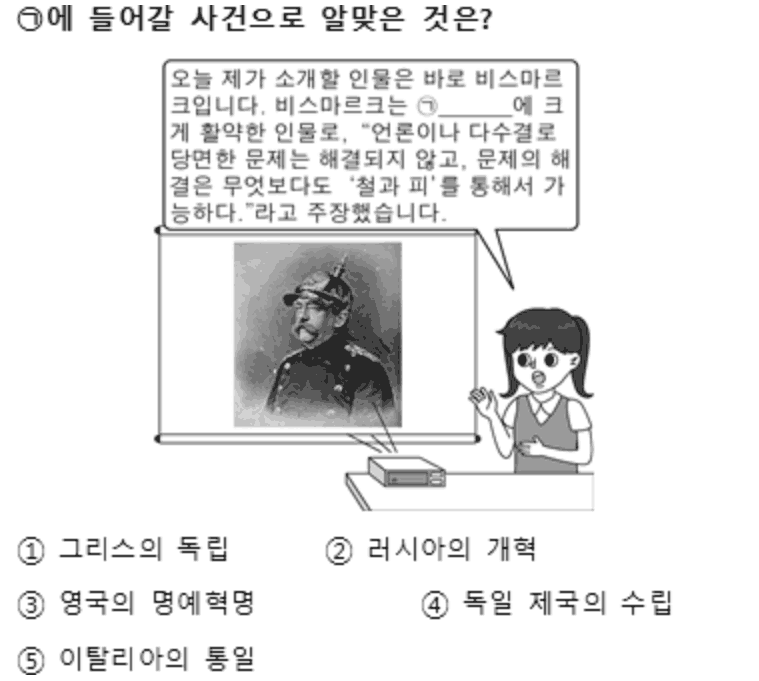 ㉠에 들어갈 사건으로 알맞은 것은?
오늘 제가 소개할 인물은 바로 비스마르
크입니다. 비스마르크는 ㉠______에 크
게 활약한 인물로, “언론이나 다수결로
당면한 문제는 해결되지 않고, 문제의 해
결은 무엇보다도 ‘철과 피’를 통해서 가
능하다.”라고 주장했습니다.
① 그리스의 독립 ② 러시아의 개혁
③ 영국의 명예혁명 ④ 독일 제국의 수립
⑤ 이탈리아의 통일